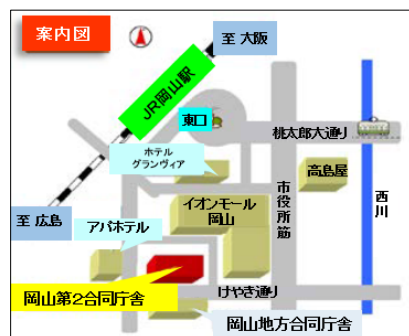 案内図
至 大阪
JR岡山駅
東口
桃太郎大通り
ホテル
グランヴィア
高島屋
市役所筋
西川
至 広島
イオンモール
岡山
アパホテル
岡山第2合同庁舎
けやき通り
岡山地方合同庁舎